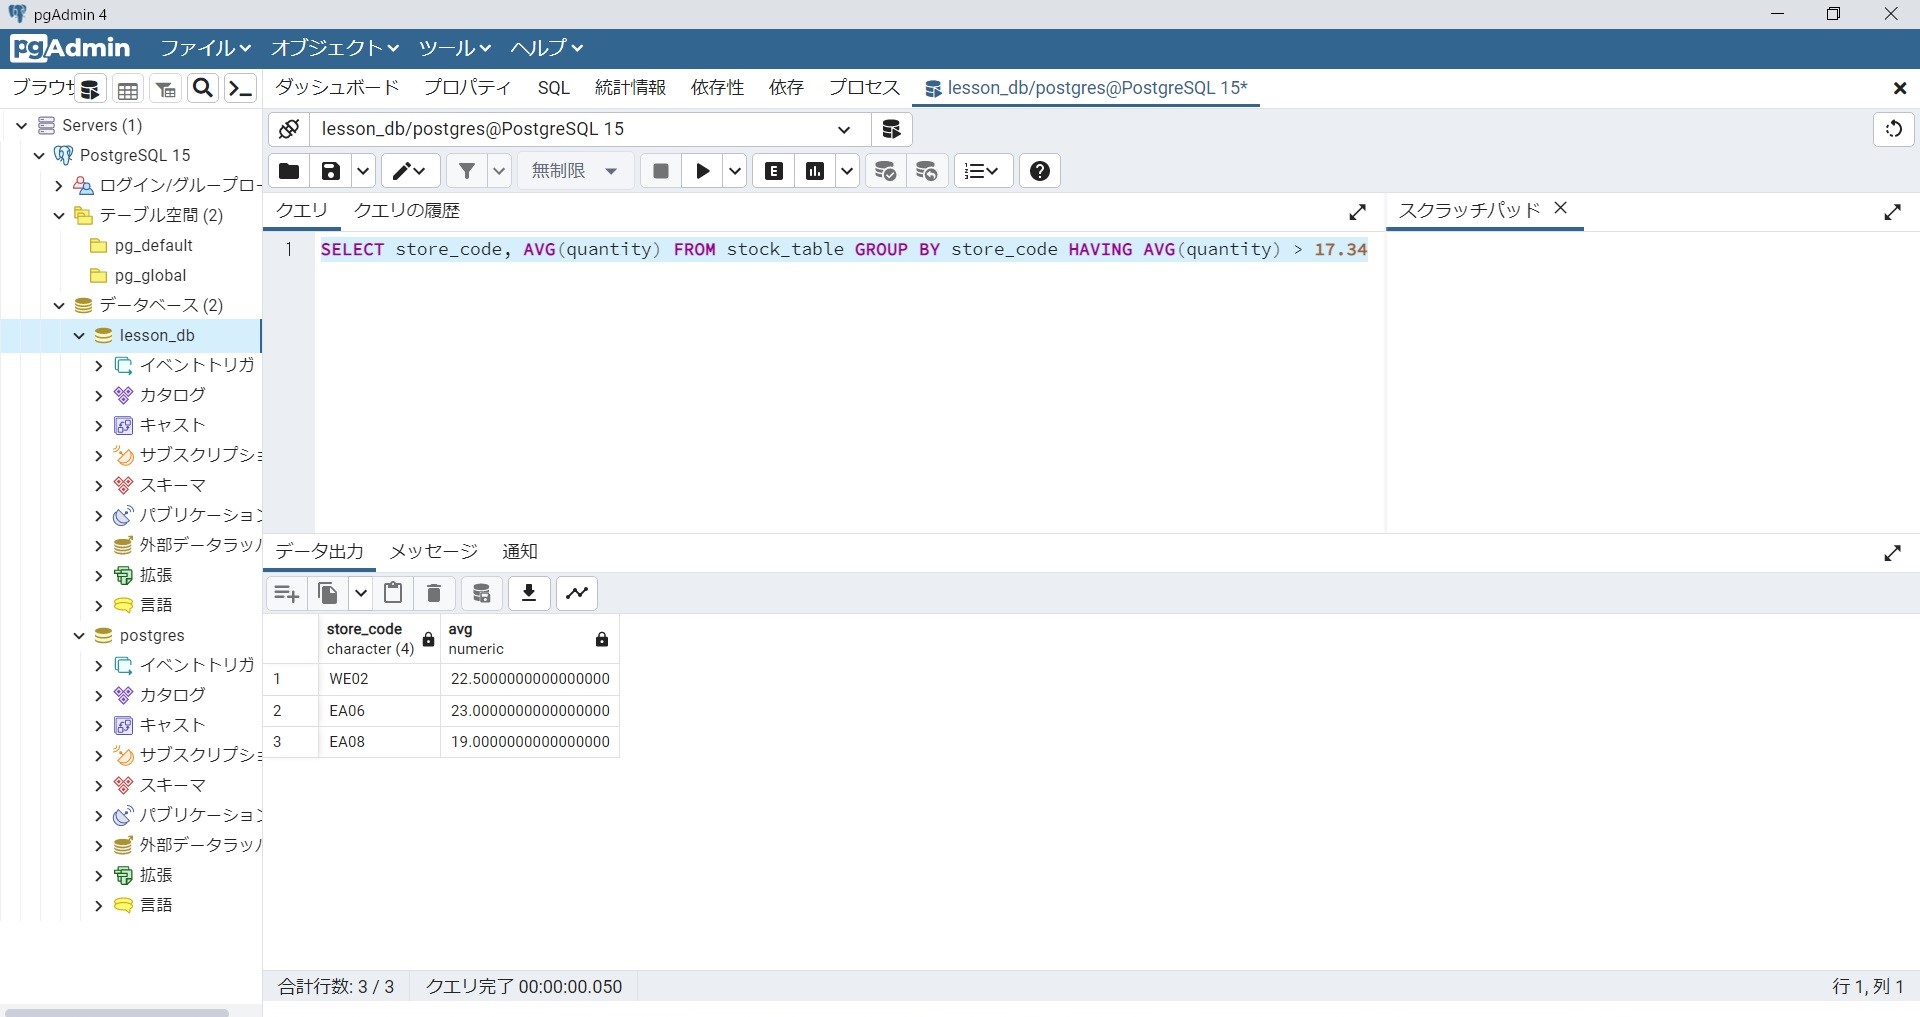 pgAdmin 4
pgAdmin ファイル オブジェクト ツール ヘルプ
ブラウザ
ダッシュボード プロパティ SQL 統計情報 依存性 依存 プロセス lesson_db/postgres@PostgreSQL 15*
Servers (1)
PostgreSQL 15
ログイン/グループロー
テーブル空間 (2)
pg_default
pg_global
データベース (2)
lesson_db
イベントトリガ
カタログ
キャスト
サブスクリプショ
スキーマ
パブリケーション
外部データラッパ
拡張
言語
postgres
イベントトリガ
カタログ
キャスト
サブスクリプショ
スキーマ
パブリケーション
外部データラッパ
拡張
言語
lesson_db/postgres@PostgreSQL 15
無制限
E
クエリ クエリの履歴
スクラッチパッド
1 SELECT store_code, AVG(quantity) FROM stock_table GROUP BY store_code HAVING AVG(quantity) > 17.34
データ出力 メッセージ 通知
store_code avg
character (4) numeric
1 WE02 22.5000000000000000
2 EA06 23.0000000000000000
3 EA08 19.0000000000000000
合計行数: 3 / 3 クエリ完了 00:00:00.050 行 1, 列 1